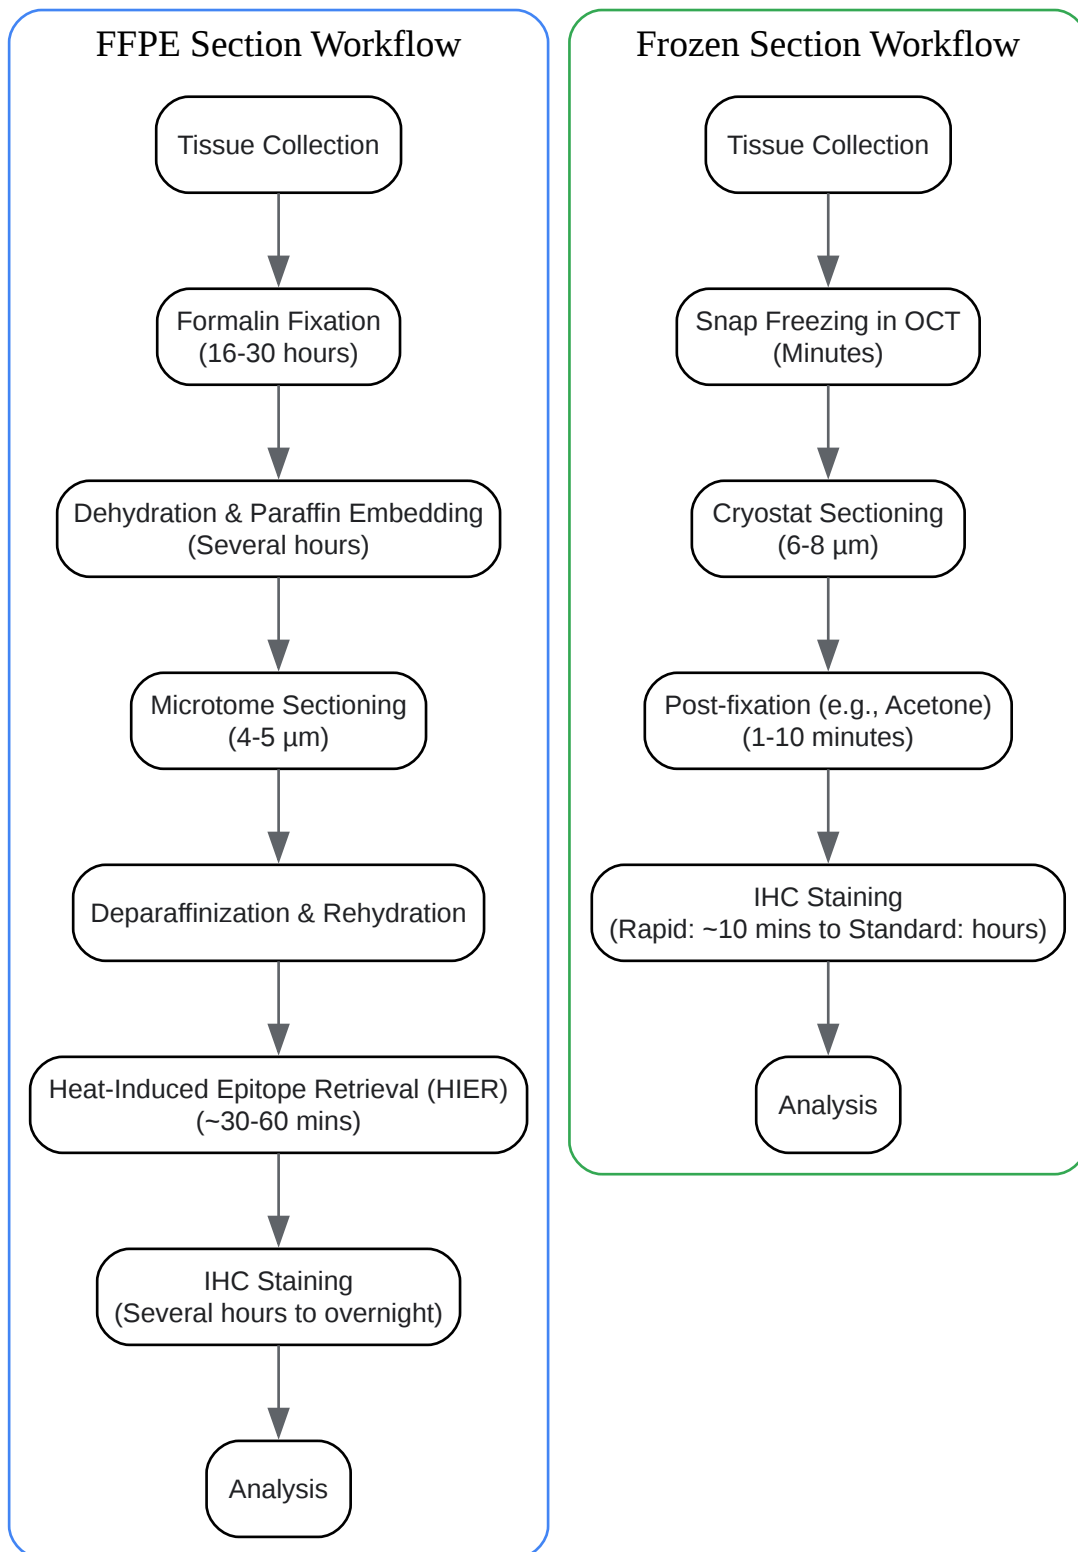 FFPE Section Workflow
Tissue Collection
Formalin Fixation
(16-30 hours)
Dehydration & Paraffin Embedding
(Several hours)
Microtome Sectioning
(4-5 µm)
Deparaffinization & Rehydration
Heat-Induced Epitope Retrieval (HIER)
(~30-60 mins)
IHC Staining
(Several hours to overnight)
Analysis
Frozen Section Workflow
Tissue Collection
Snap Freezing in OCT
(Minutes)
Cryostat Sectioning
(6-8 µm)
Post-fixation (e.g., Acetone)
(1-10 minutes)
IHC Staining
(Rapid: ~10 mins to Standard: hours)
Analysis